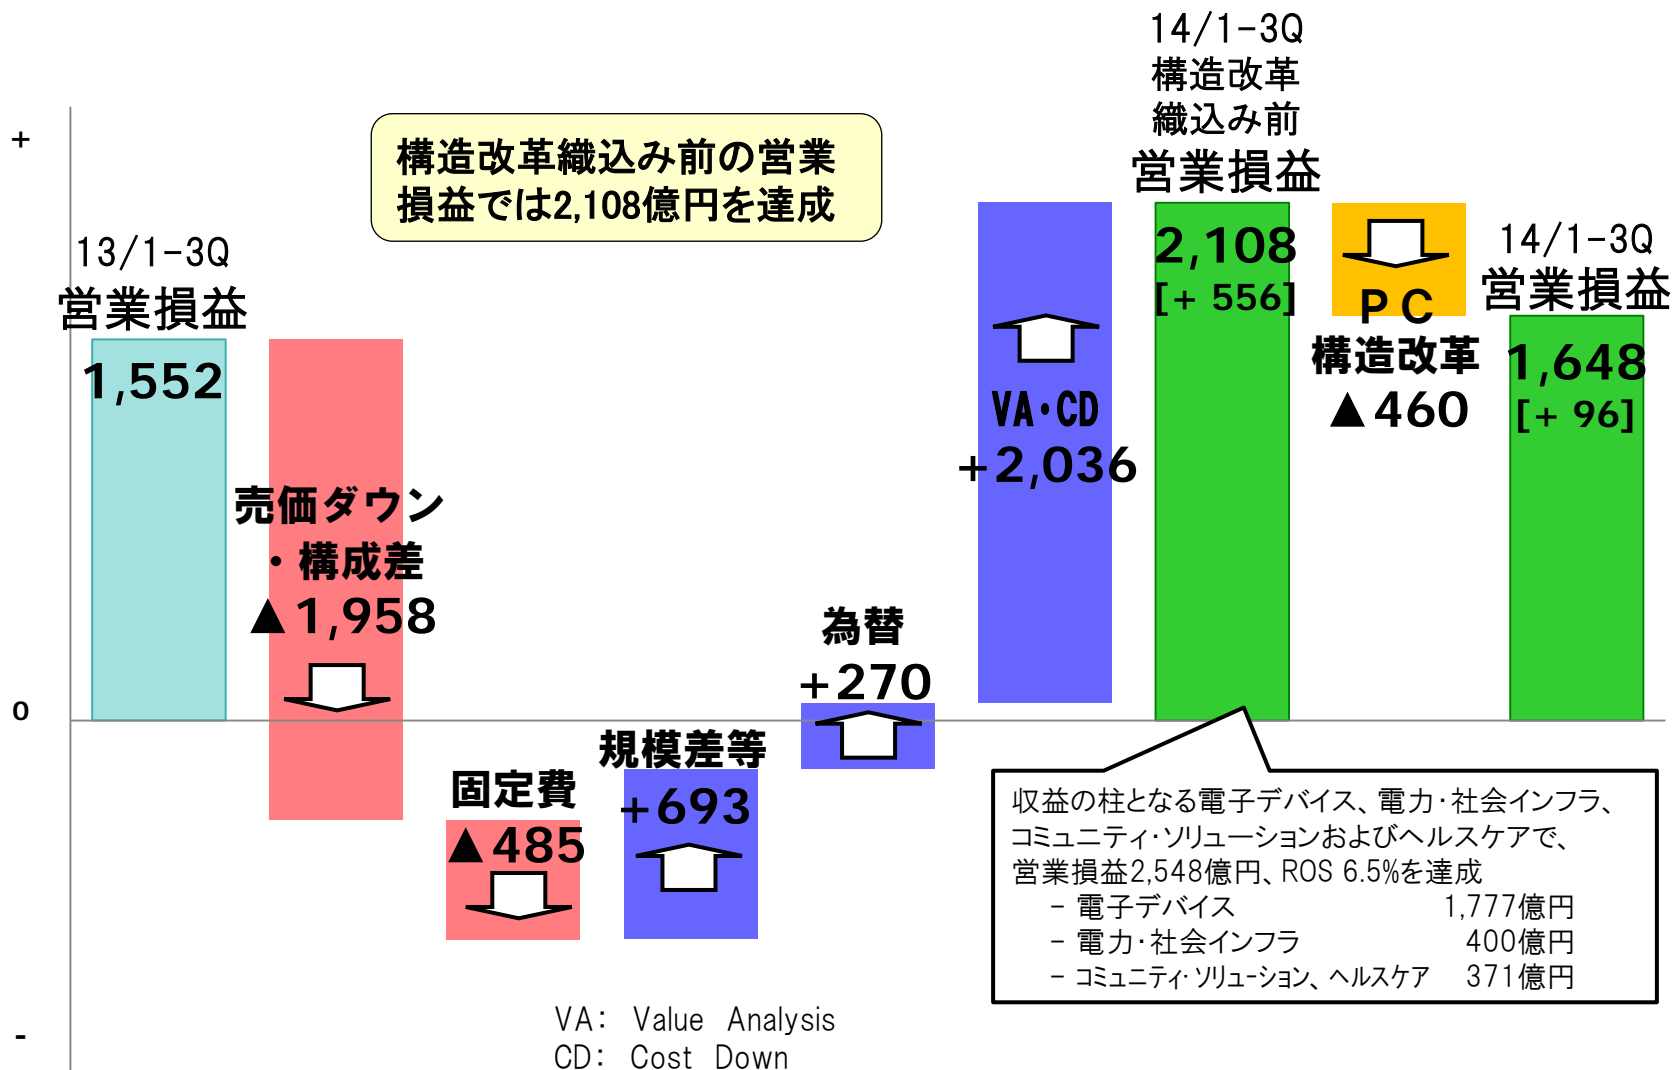 +
0
-
構造改革織込み前の営業
損益では2,108億円を達成
13/1-3Q
営業損益
1,552
売価ダウン
・構成差
▲1,958
固定費
▲485
規模差等
+693
為替
+270
VA・CD
+2,036
14/1-3Q
構造改革
織込み前
営業損益
2,108
[+ 556]
ＰＣ
構造改革
▲460
14/1-3Q
営業損益
1,648
[+ 96]
収益の柱となる電子デバイス、電力・社会インフラ、
コミュニティ・ソリューションおよびヘルスケアで、
営業損益2,548億円、ROS 6.5%を達成
- 電子デバイス 1,777億円
- 電力・社会インフラ 400億円
- コミュニティ・ソリューション、ヘルスケア 371億円
VA: Value Analysis
CD: Cost Down